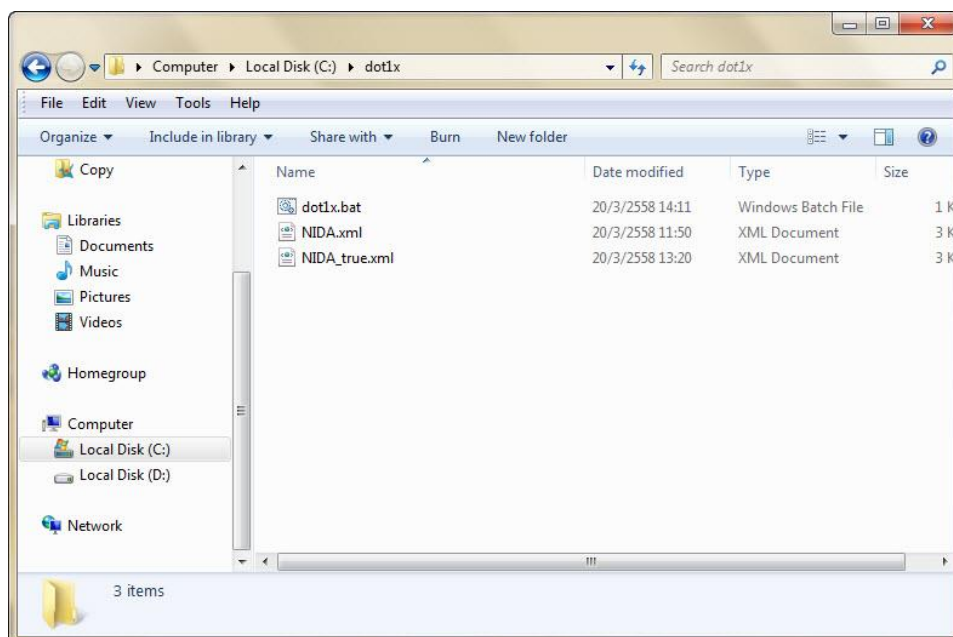 Computer Local Disk (C:) dot1x Search dot1x
File Edit View Tools Help
Organize Include in library Share with Burn New folder
Copy
Libraries
Documents
Music
Pictures
Videos
Homegroup
Computer
Local Disk (C:)
Local Disk (D:)
Network
Name Date modified Type Size
dot1x.bat 20/3/2558 14:11 Windows Batch File 1 K
NIDA.xml 20/3/2558 11:50 XML Document 3 K
NIDA_true.xml 20/3/2558 13:20 XML Document 3 K
3 items